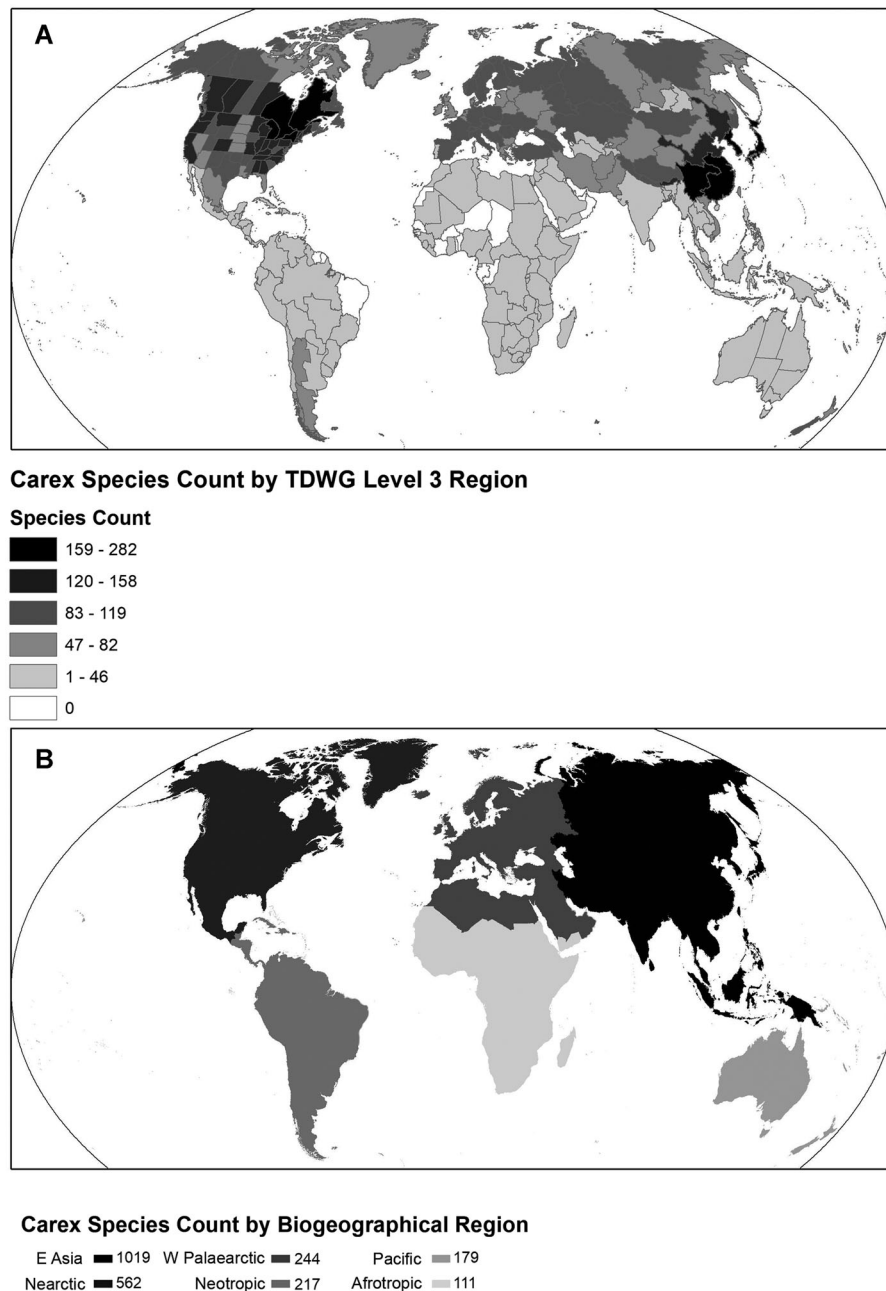 A
Carex Species Count by TDWG Level 3 Region
Species Count
159 - 282
120 - 158
83 - 119
47 - 82
1 - 46
0
B
Carex Species Count by Biogeographical Region
E Asia 1019 W Palaearctic 244 Pacific 179
Nearctic 562 Neotropic 217 Afrotropic 111